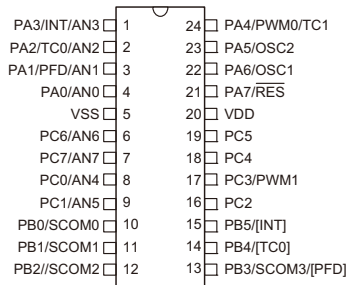 PA3/INT/AN3 1 24 PA4/PWM0/TC1
PA2/TC0/AN2 2 23 PA5/OSC2
PA1/PFD/AN1 3 22 PA6/OSC1
PA0/AN0 4 21 PA7/RES
VSS 5 20 VDD
PC6/AN6 6 19 PC5
PC7/AN7 7 18 PC4
PC0/AN4 8 17 PC3/PWM1
PC1/AN5 9 16 PC2
PB0/SCOM0 10 15 PB5/[INT]
PB1/SCOM1 11 14 PB4/[TC0]
PB2//SCOM2 12 13 PB3/SCOM3/[PFD]